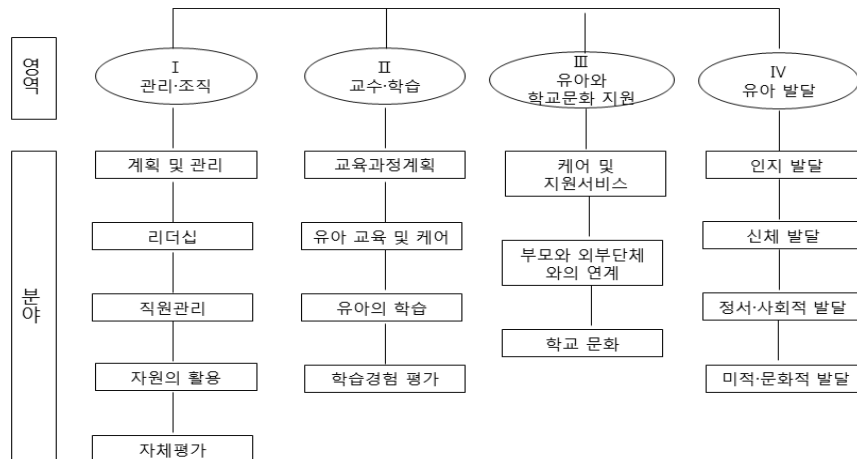 영역
Ⅰ
관리·조직
Ⅱ
교수·학습
Ⅲ
유아와
학교문화 지원
Ⅳ
유아 발달
분야
계획 및 관리
리더십
직원관리
자원의 활용
자체평가
교육과정계획
유아 교육 및 케어
유아의 학습
학습경험 평가
케어 및
지원서비스
부모와 외부단체
와의 연계
학교 문화
인지 발달
신체 발달
정서·사회적 발달
미적·문화적 발달